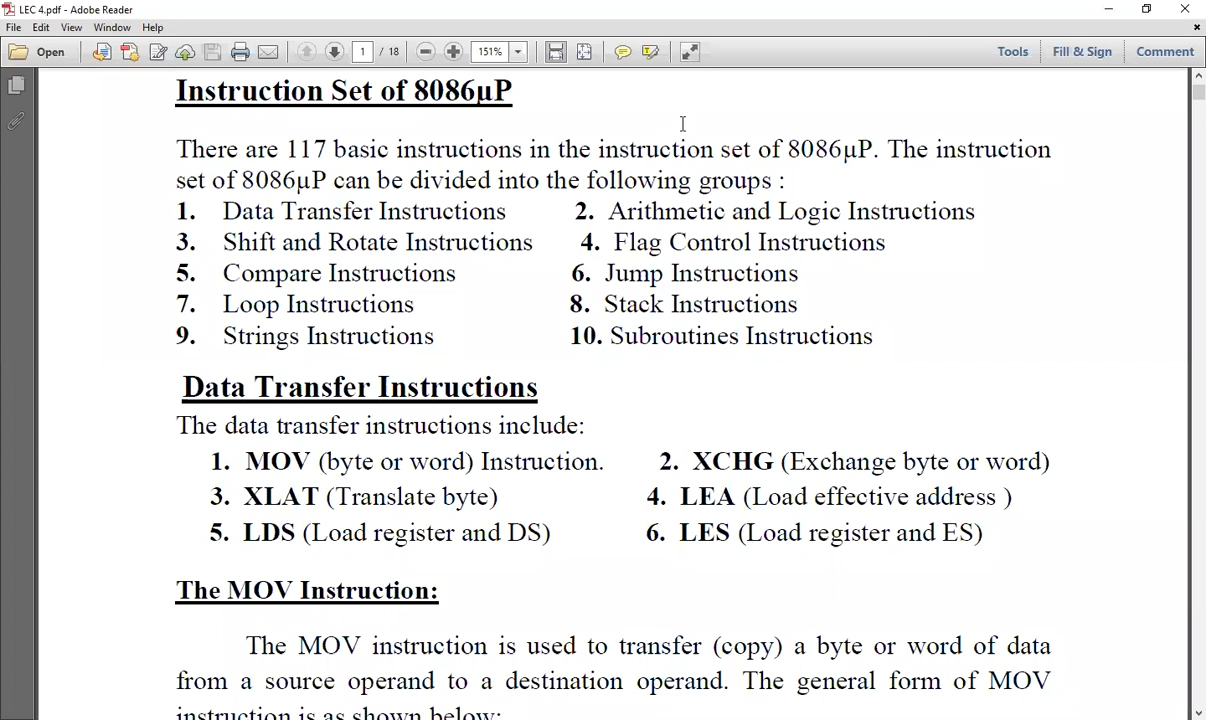 LEC 4.pdf - Adobe Reader
File Edit View Window Help
Open 1 / 18 151% Tools Fill & Sign Comment
Instruction Set of 8086µP
There are 117 basic instructions in the instruction set of 8086µP. The instruction
set of 8086µP can be divided into the following groups :
1. Data Transfer Instructions 2. Arithmetic and Logic Instructions
3. Shift and Rotate Instructions 4. Flag Control Instructions
5. Compare Instructions 6. Jump Instructions
7. Loop Instructions 8. Stack Instructions
9. Strings Instructions 10. Subroutines Instructions
Data Transfer Instructions
The data transfer instructions include:
1. MOV (byte or word) Instruction. 2. XCHG (Exchange byte or word)
3. XLAT (Translate byte) 4. LEA (Load effective address )
5. LDS (Load register and DS) 6. LES (Load register and ES)
The MOV Instruction:
The MOV instruction is used to transfer (copy) a byte or word of data
from a source operand to a destination operand. The general form of MOV
instruction is as shown below: